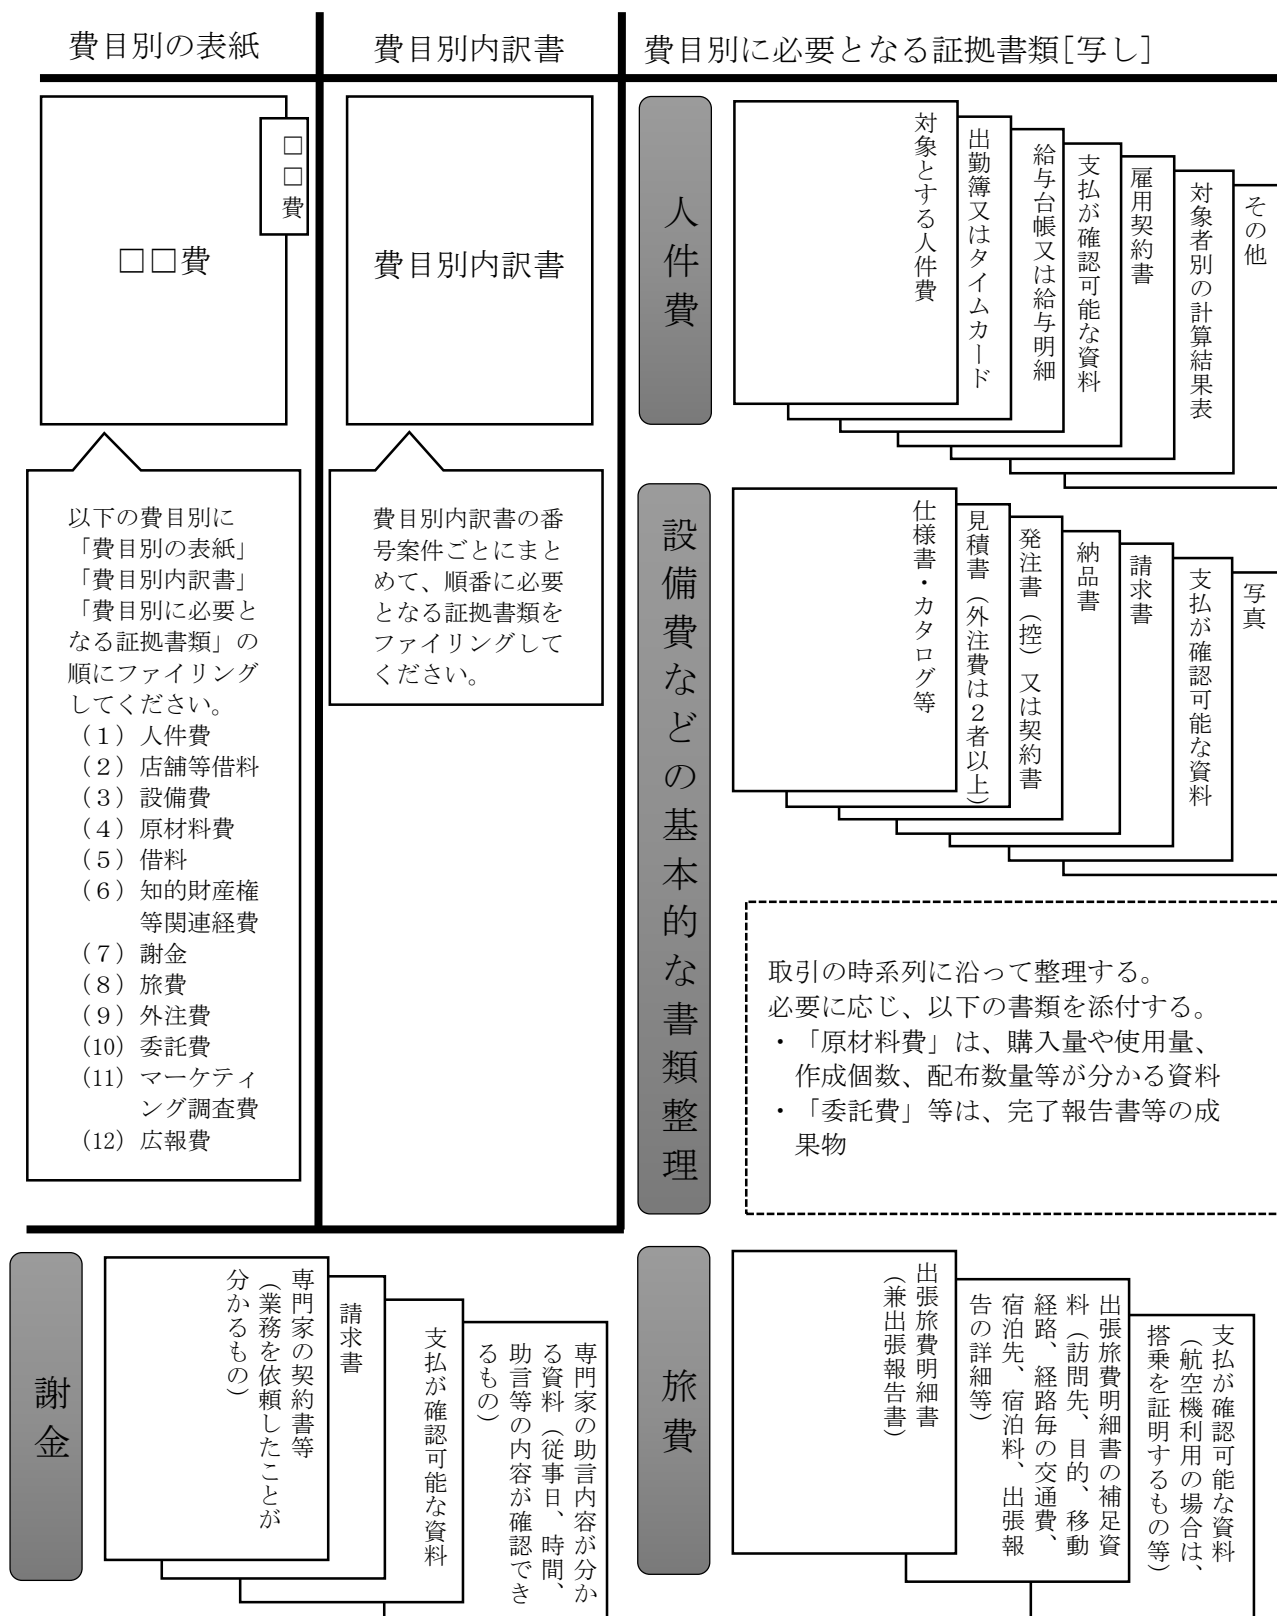 費目別の表紙
費目別内訳書
費目別に必要となる証拠書類[写し]
□□費
□□費
費目別内訳書
人件費
対象とする人件費
出勤簿又はタイムカード
給与台帳又は給与明細
支払が確認可能な資料
雇用契約書
対象者別の計算結果表
その他
以下の費目別に
「費目別の表紙」
「費目別内訳書」
「費目別に必要と
なる証拠書類」の
順にファイリング
してください。
(1) 人件費
(2) 店舗等借料
(3) 設備費
(4) 原材料費
(5) 借料
(6) 知的財産権
等関連経費
(7) 謝金
(8) 旅費
(9) 外注費
(10) 委託費
(11) マーケティ
ング調査費
(12) 広報費
費目別内訳書の番
号案件ごとにまと
めて、順番に必要
となる証拠書類を
ファイリングして
ください。
設備費などの基本的な書類整理
仕様書・カタログ等
見積書（外注費は２者以上）
発注書（控）又は契約書
納品書
請求書
支払が確認可能な資料
写真
取引の時系列に沿って整理する。
必要に応じ、以下の書類を添付する。
・「原材料費」は、購入量や使用量、
作成個数、配布数量等が分かる資料
・「委託費」等は、完了報告書等の成
果物
謝金
専門家の契約書等
（業務を依頼したことが
分かるもの）
請求書
支払が確認可能な資料
専門家の助言内容が分か
る資料（従事日、時間、
助言等の内容が確認でき
るもの）
旅費
出張旅費明細書
（兼出張報告書）
出張旅費明細書の補足資
料（訪問先、目的、移動
経路、経路毎の交通費、
宿泊先、宿泊料、出張報
告の詳細等）
支払が確認可能な資料
（航空機利用の場合は、
搭乗を証明するもの等）